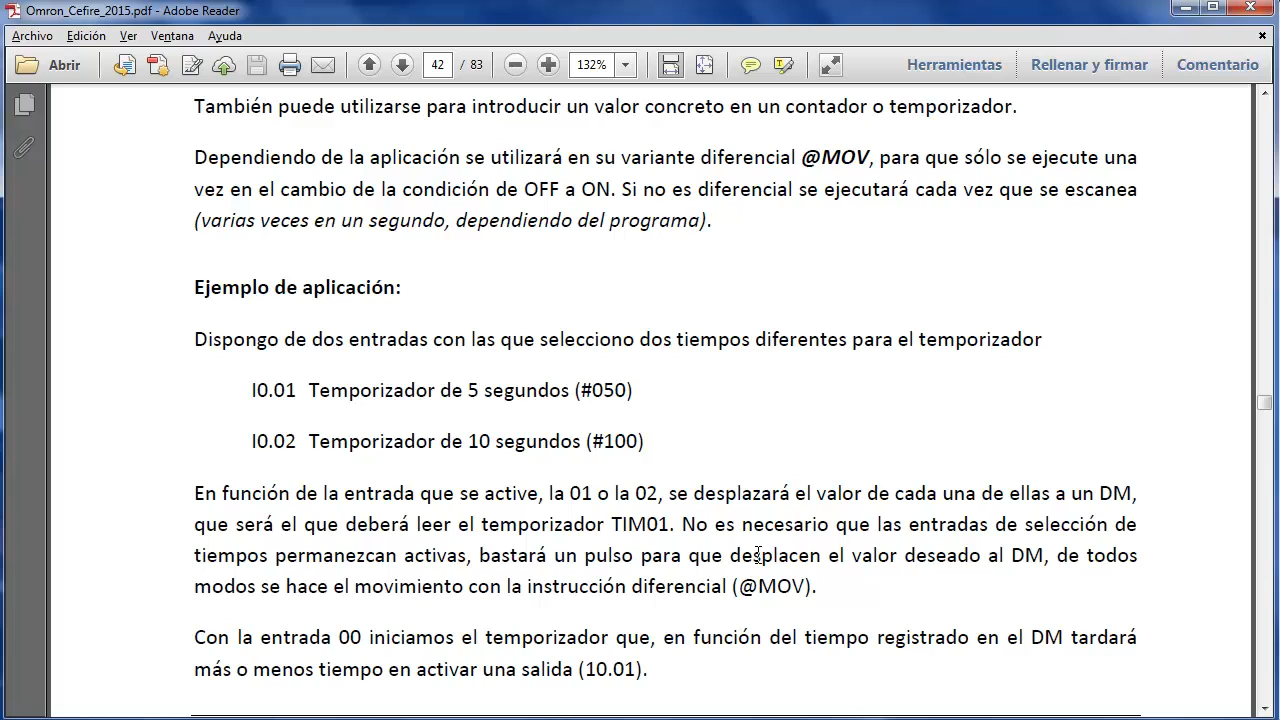 Omron_Cefire_2015.pdf - Adobe Reader
Archivo Edición Ver Ventana Ayuda
Abrir 42 / 83 132% Herramientas Rellenar y firmar Comentario
También puede utilizarse para introducir un valor concreto en un contador o temporizador.
Dependiendo de la aplicación se utilizará en su variante diferencial @MOV, para que sólo se ejecute una
vez en el cambio de la condición de OFF a ON. Si no es diferencial se ejecutará cada vez que se escanea
(varias veces en un segundo, dependiendo del programa).
Ejemplo de aplicación:
Dispongo de dos entradas con las que selecciono dos tiempos diferentes para el temporizador
I0.01 Temporizador de 5 segundos (#050)
I0.02 Temporizador de 10 segundos (#100)
En función de la entrada que se active, la 01 o la 02, se desplazará el valor de cada una de ellas a un DM,
que será el que deberá leer el temporizador TIM01. No es necesario que las entradas de selección de
tiempos permanezcan activas, bastará un pulso para que desplacen el valor deseado al DM, de todos
modos se hace el movimiento con la instrucción diferencial (@MOV).
Con la entrada 00 iniciamos el temporizador que, en función del tiempo registrado en el DM tardará
más o menos tiempo en activar una salida (10.01).